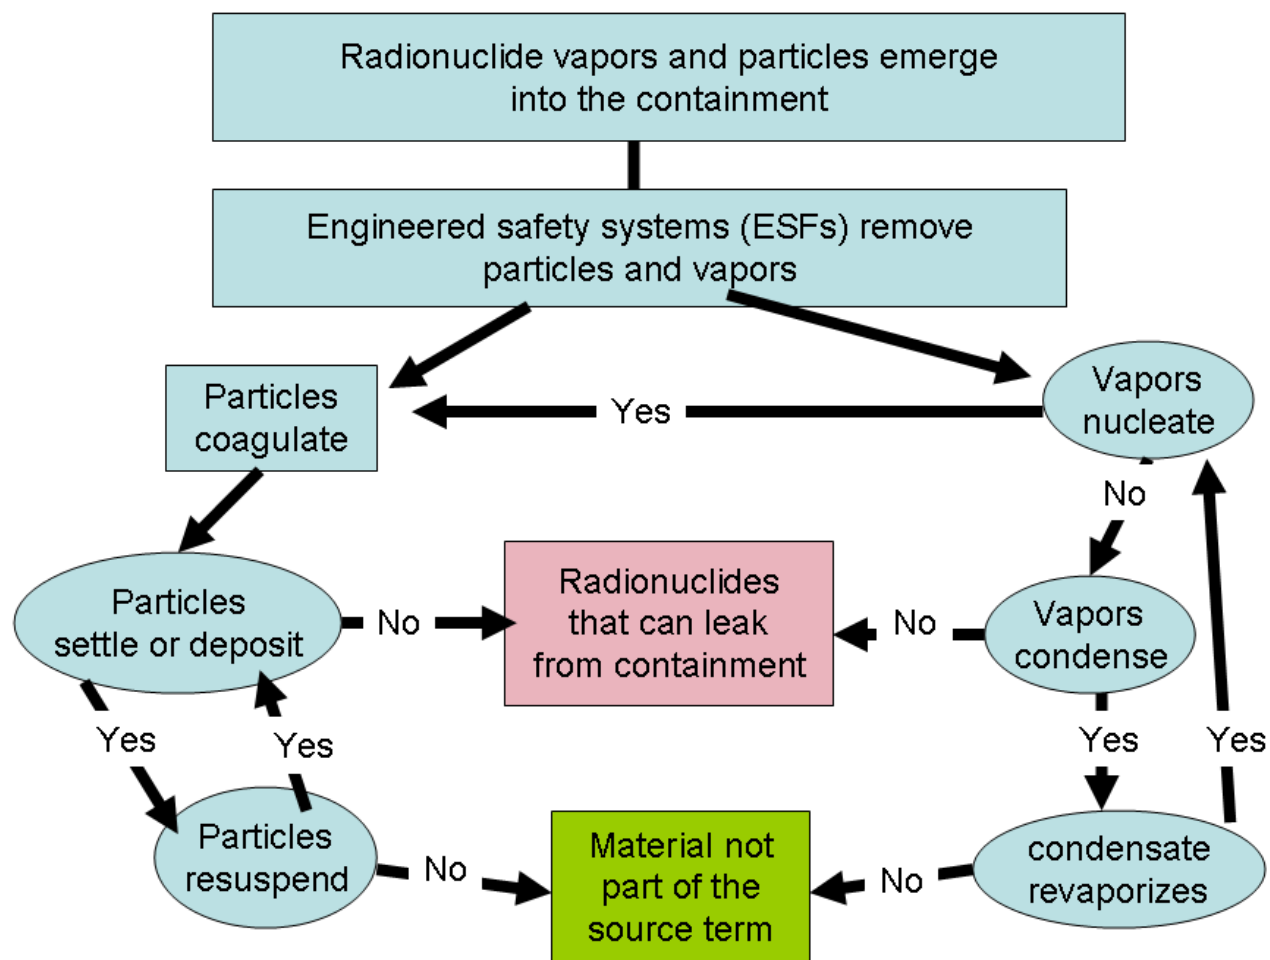 Radionuclide vapors and particles emerge
into the containment
Engineered safety systems (ESFs) remove
particles and vapors
Particles
coagulate
Yes
Vapors
nucleate
No
Particles
settle or deposit
No
Radionuclides
that can leak
from containment
No
Vapors
condense
Yes
Yes
Yes
Yes
Particles
resuspend
No
Material not
part of the
source term
No
condensate
revaporizes